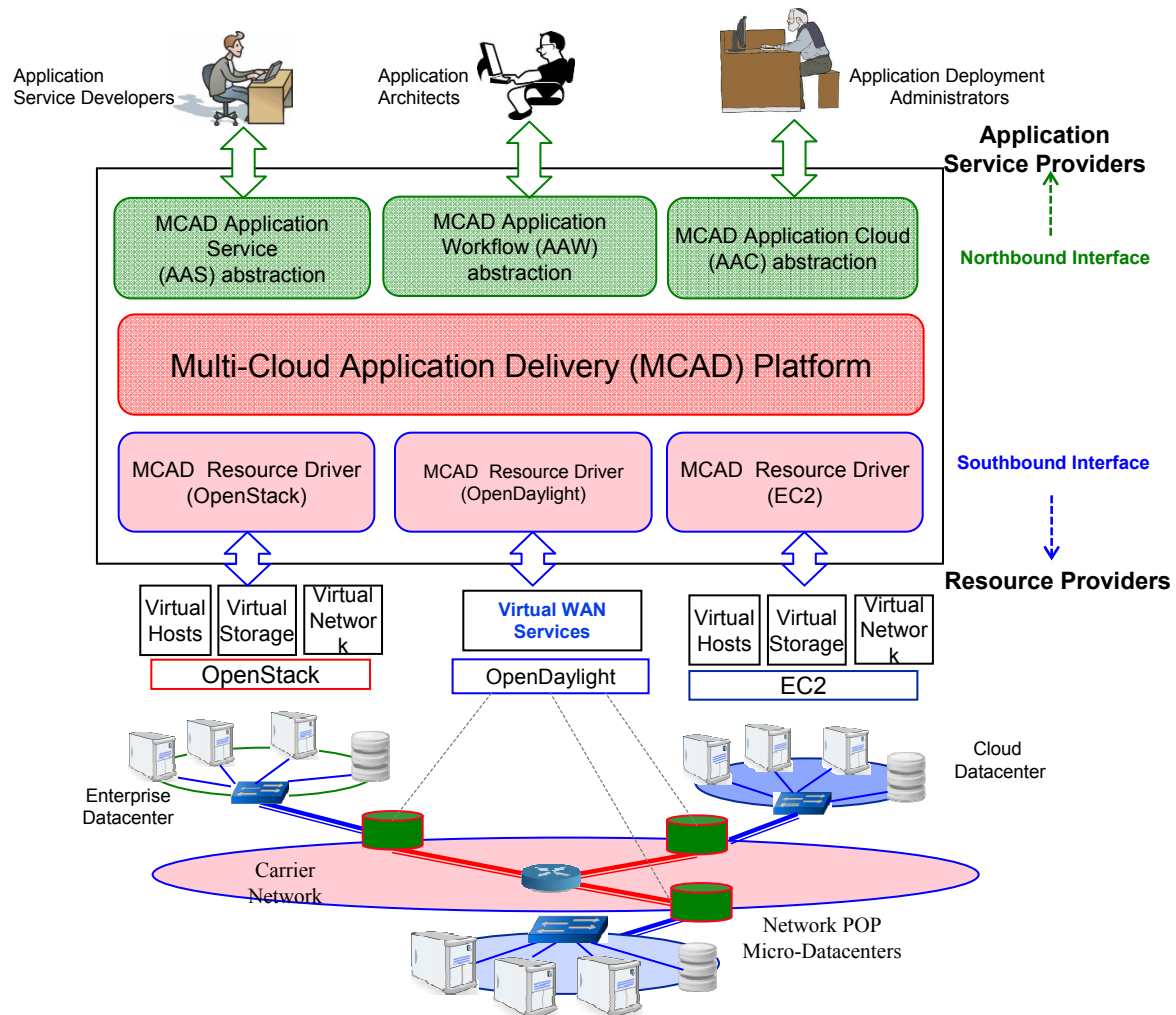 Application
Service Developers
Application
Architects
Application Deployment
Administrators
Application
Service Providers
MCAD Application
Service
(AAS) abstraction
MCAD Application
Workflow (AAW)
abstraction
MCAD Application Cloud
(AAC) abstraction
Northbound Interface
Multi-Cloud Application Delivery (MCAD) Platform
MCAD  Resource Driver
(OpenStack)
MCAD  Resource Driver
(OpenDaylight)
MCAD  Resource Driver
(EC2)
Southbound Interface
Resource Providers
Virtual
Hosts
Virtual
Storage
Virtual
Networ
k
OpenStack
Virtual WAN
Services
OpenDaylight
Virtual
Hosts
Virtual
Storage
Virtual
Networ
k
EC2
Enterprise
Datacenter
Cloud
Datacenter
Carrier
Network
Network POP
Micro-Datacenters